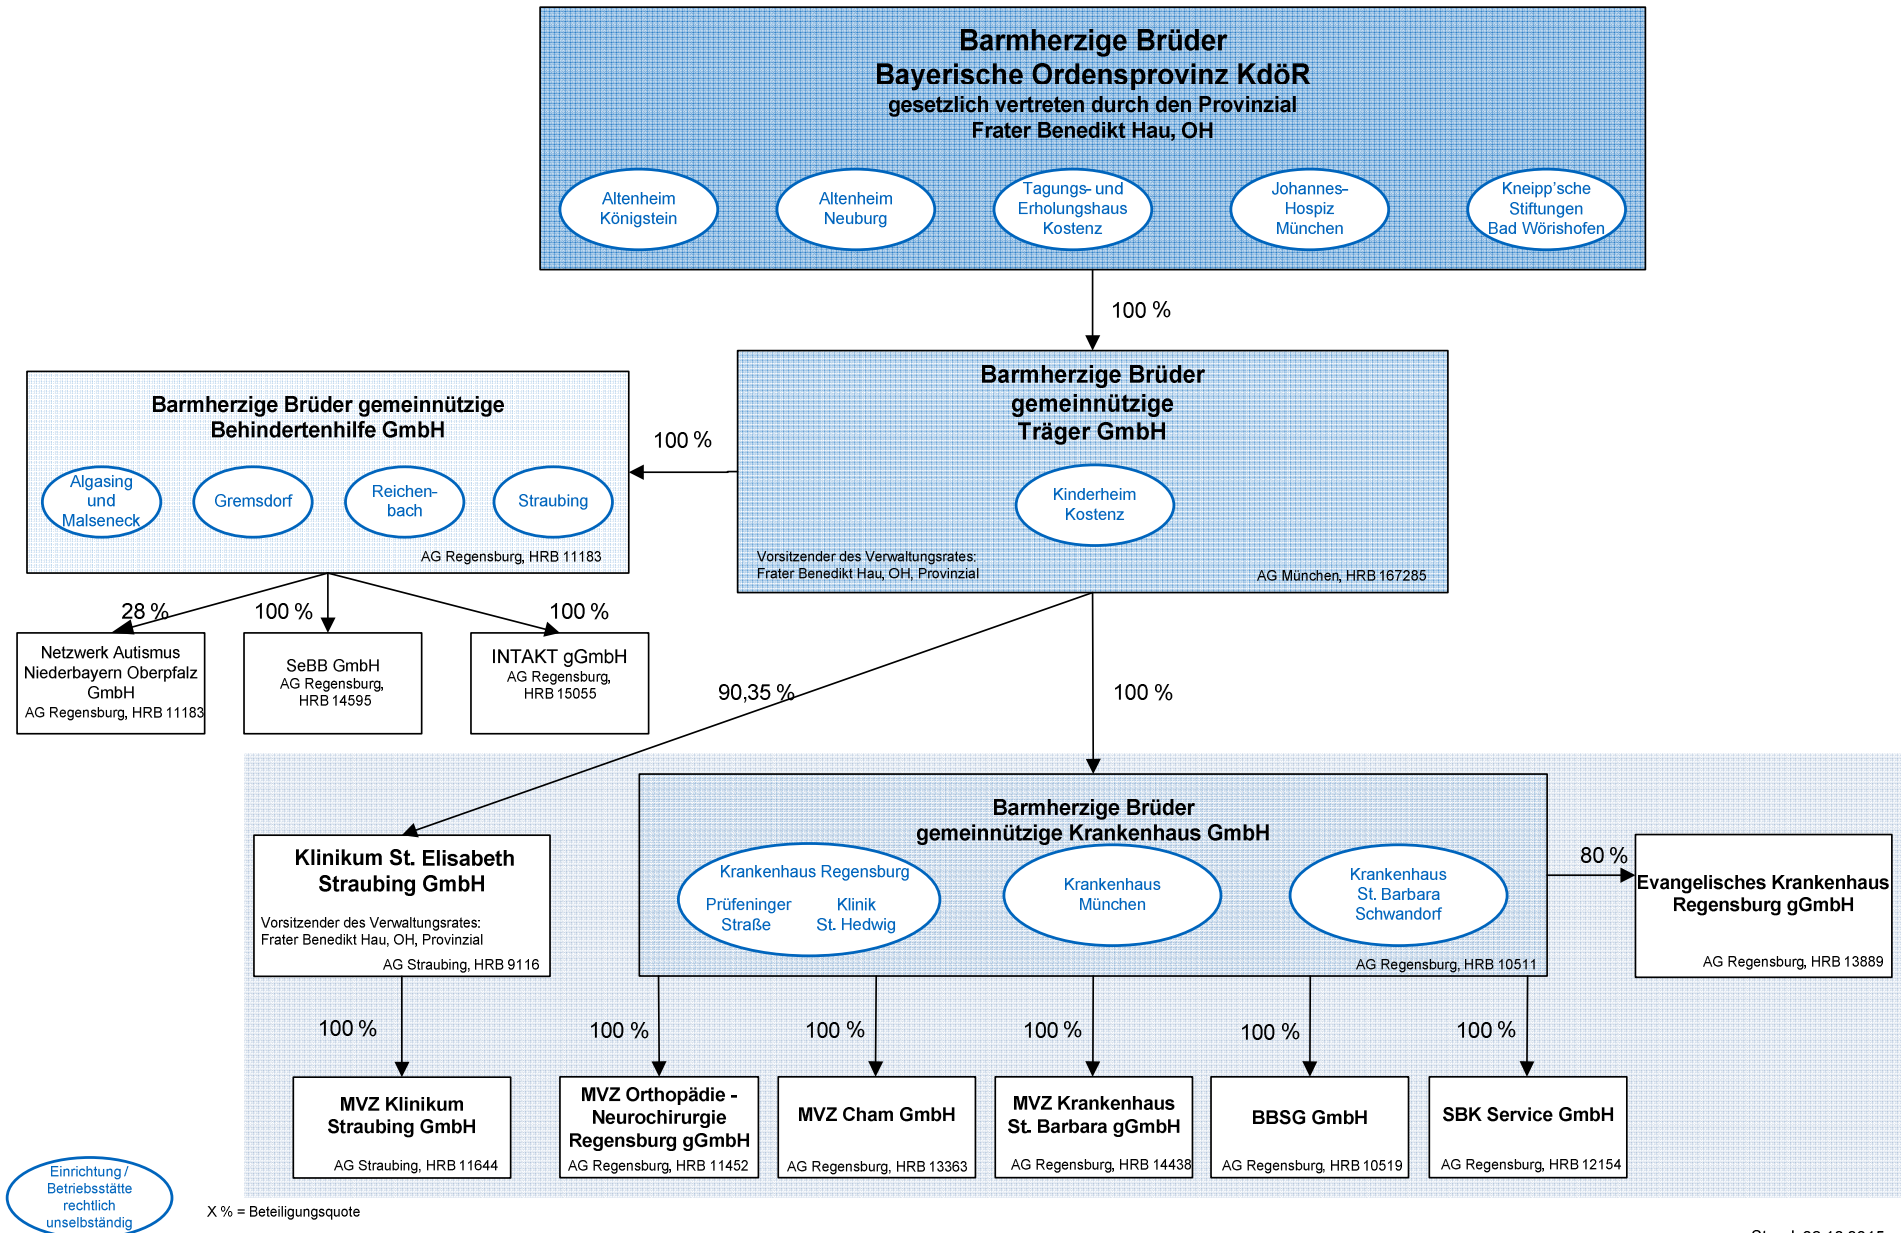 Barmherzige Brüder
Bayerische Ordensprovinz KdöR
gesetzlich vertreten durch den Provinzial
Frater Benedikt Hau, OH
Altenheim
Königstein
Altenheim
Neuburg
Tagungs- und
Erholungshaus
Kostenz
Johannes-
Hospiz
München
Kneipp'sche
Stiftungen
Bad Wörishofen
100 %
Barmherzige Brüder gemeinnützige
Behindertenhilfe GmbH
Algasing
und
Malseneck
Gremsdorf
Reichen-
bach
Straubing
AG Regensburg, HRB 11183
100 %
Barmherzige Brüder
gemeinnützige
Träger GmbH
Kinderheim
Kostenz
Vorsitzender des Verwaltungsrates:
Frater Benedikt Hau, OH, Provinzial
AG München, HRB 167285
28 %
100 %
100 %
Netzwerk Autismus
Niederbayern Oberpfalz
GmbH
AG Regensburg, HRB 11183
SeBB GmbH
AG Regensburg,
HRB 14595
INTAKT gGmbH
AG Regensburg,
HRB 15055
90,35 %
100 %
Klinikum St. Elisabeth
Straubing GmbH
Vorsitzender des Verwaltungsrates:
Frater Benedikt Hau, OH, Provinzial
AG Straubing, HRB 9116
Barmherzige Brüder
gemeinnützige Krankenhaus GmbH
Krankenhaus Regensburg
Prüfeninger
Straße
Klinik
St. Hedwig
Krankenhaus
München
Krankenhaus
St. Barbara
Schwandorf
AG Regensburg, HRB 10511
80 %
Evangelisches Krankenhaus
Regensburg gGmbH
AG Regensburg, HRB 13889
100 %
100 %
100 %
100 %
100 %
100 %
MVZ Klinikum
Straubing GmbH
AG Straubing, HRB 11644
MVZ Orthopädie -
Neurochirurgie
Regensburg gGmbH
AG Regensburg, HRB 11452
MVZ Cham GmbH
AG Regensburg, HRB 13363
MVZ Krankenhaus
St. Barbara gGmbH
AG Regensburg, HRB 14438
BBSG GmbH
AG Regensburg, HRB 10519
SBK Service GmbH
AG Regensburg, HRB 12154
Einrichtung /
Betriebsstätte
rechtlich
unselbständig
X % = Beteiligungsquote